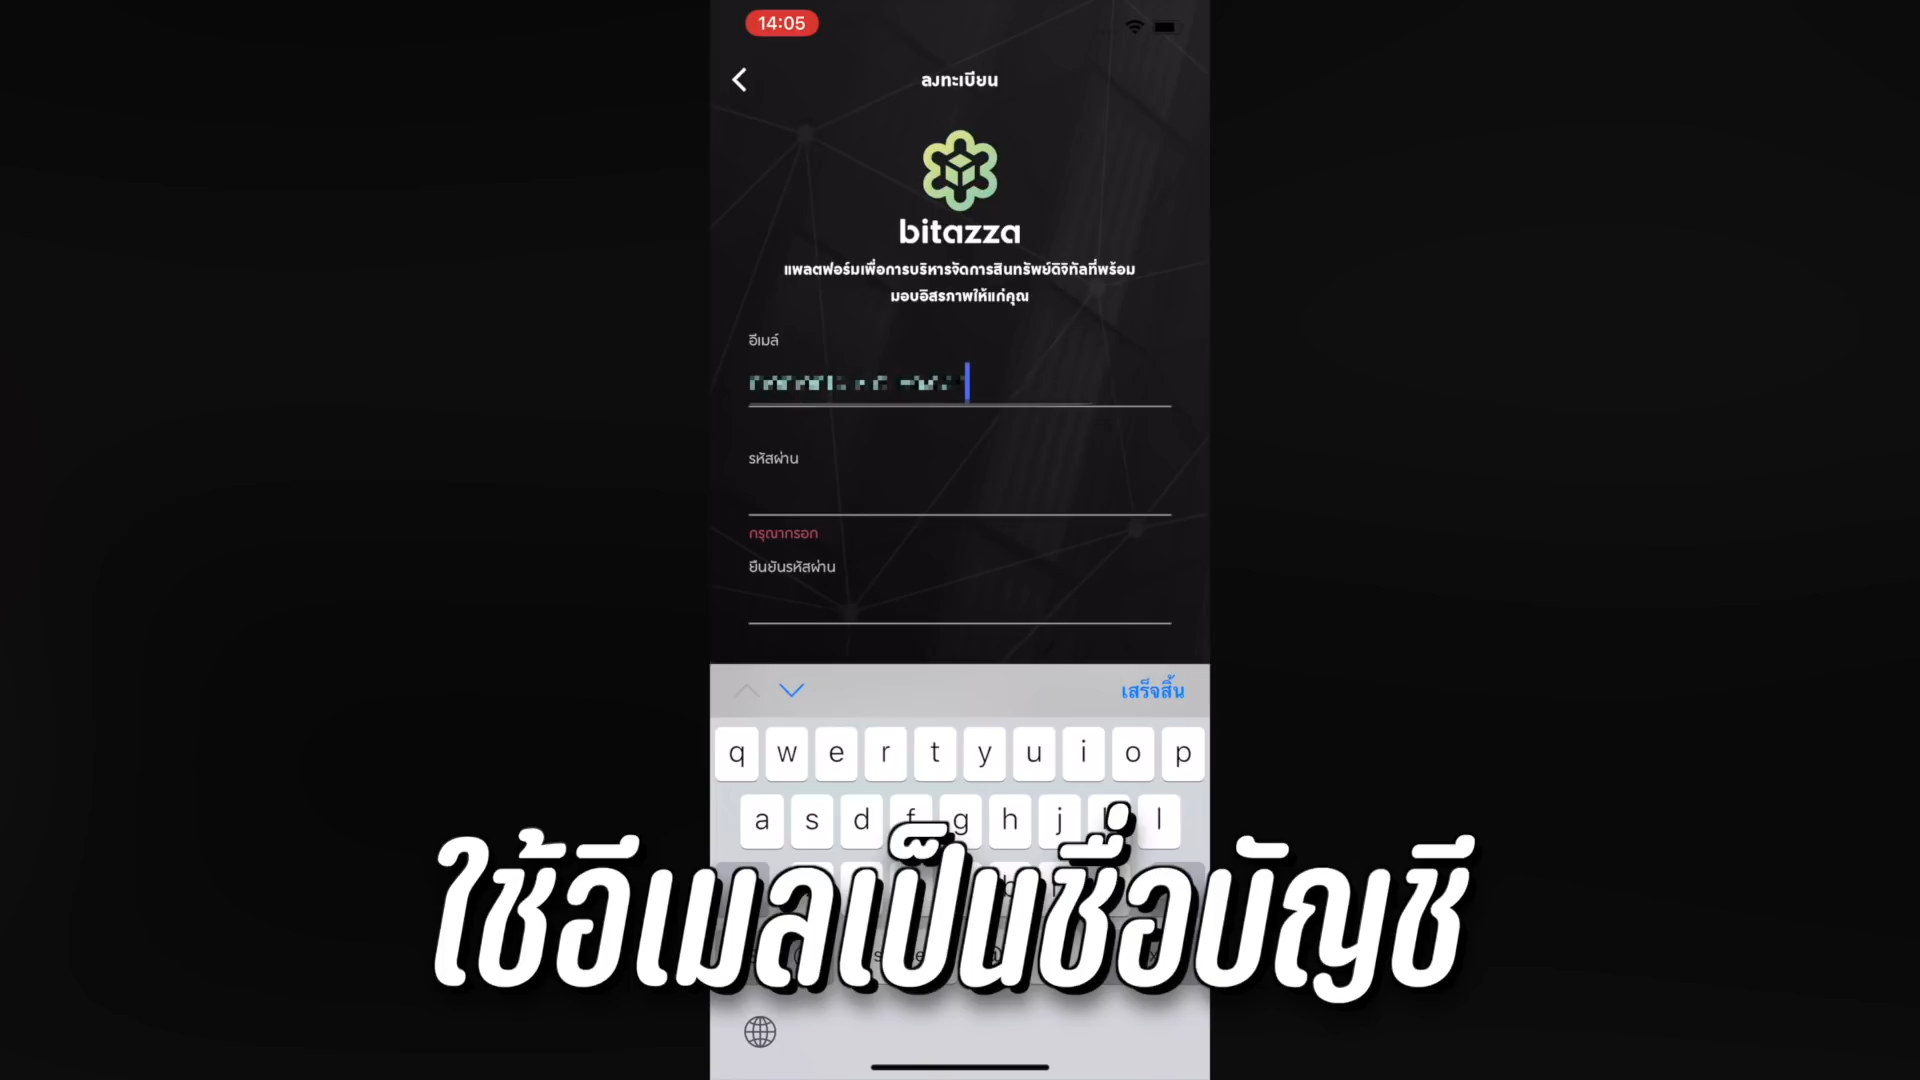 14:05
ลงทะเบียน
bitazza
แพลตฟอร์มเพื่อการบริหารจัดการสินทรัพย์ดิจิทัลที่พร้อม
มอบอิสรภาพให้แก่คุณ
อีเมล์
รหัสผ่าน
กรุณากรอก
ยืนยันรหัสผ่าน
เสร็จสิ้น
q w e r t y u i o p
a s d f g h j l
ใช้อีเมลเป็นชื่อบัญชี